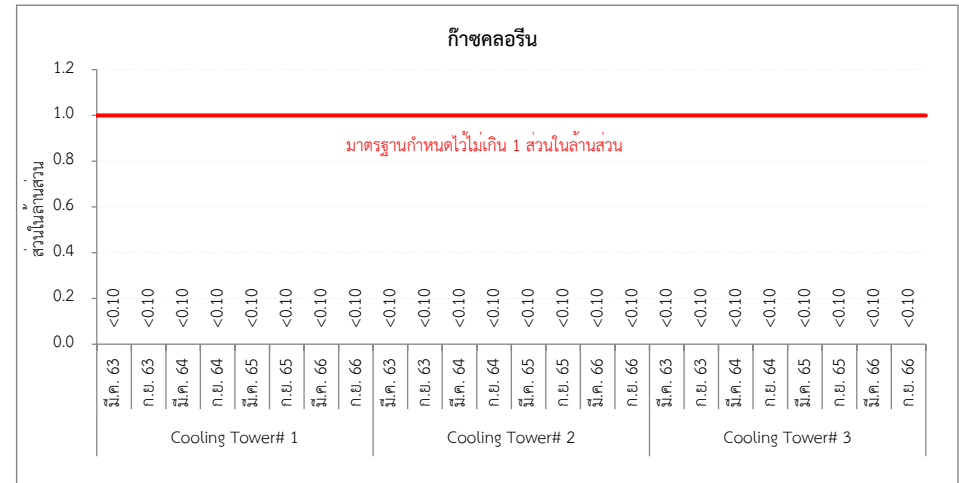 ก๊าซคลอรีน
ส่วนในล้านส่วน
1.2
1.0
0.8
0.6
0.4
0.2
0.0
มาตรฐานกำหนดไว้ไม่เกิน 1 ส่วนในล้านส่วน
<0.10 <0.10 <0.10 <0.10 <0.10 <0.10 <0.10 <0.10 <0.10 <0.10 <0.10 <0.10 <0.10 <0.10 <0.10 <0.10 <0.10 <0.10 <0.10 <0.10 <0.10 <0.10 <0.10 <0.10
มี.ค. 63 ก.ย. 63 มี.ค. 64 ก.ย. 64 มี.ค. 65 ก.ย. 65 มี.ค. 66 ก.ย. 66 มี.ค. 63 ก.ย. 63 มี.ค. 64 ก.ย. 64 มี.ค. 65 ก.ย. 65 มี.ค. 66 ก.ย. 66 มี.ค. 63 ก.ย. 63 มี.ค. 64 ก.ย. 64 มี.ค. 65 ก.ย. 65 มี.ค. 66 ก.ย. 66
Cooling Tower# 1 Cooling Tower# 2 Cooling Tower# 3